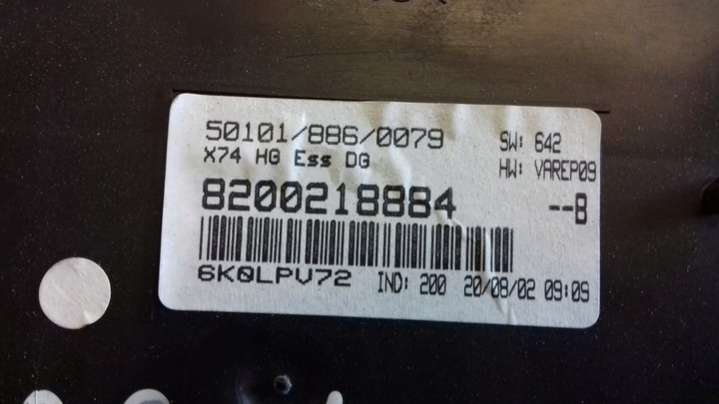 50101/886/0079 SW: 642
X74 HG Ess DG HW: VAREP09
8200218884 --B
6K0LPV72 IND: 200 20/08/02 09:09